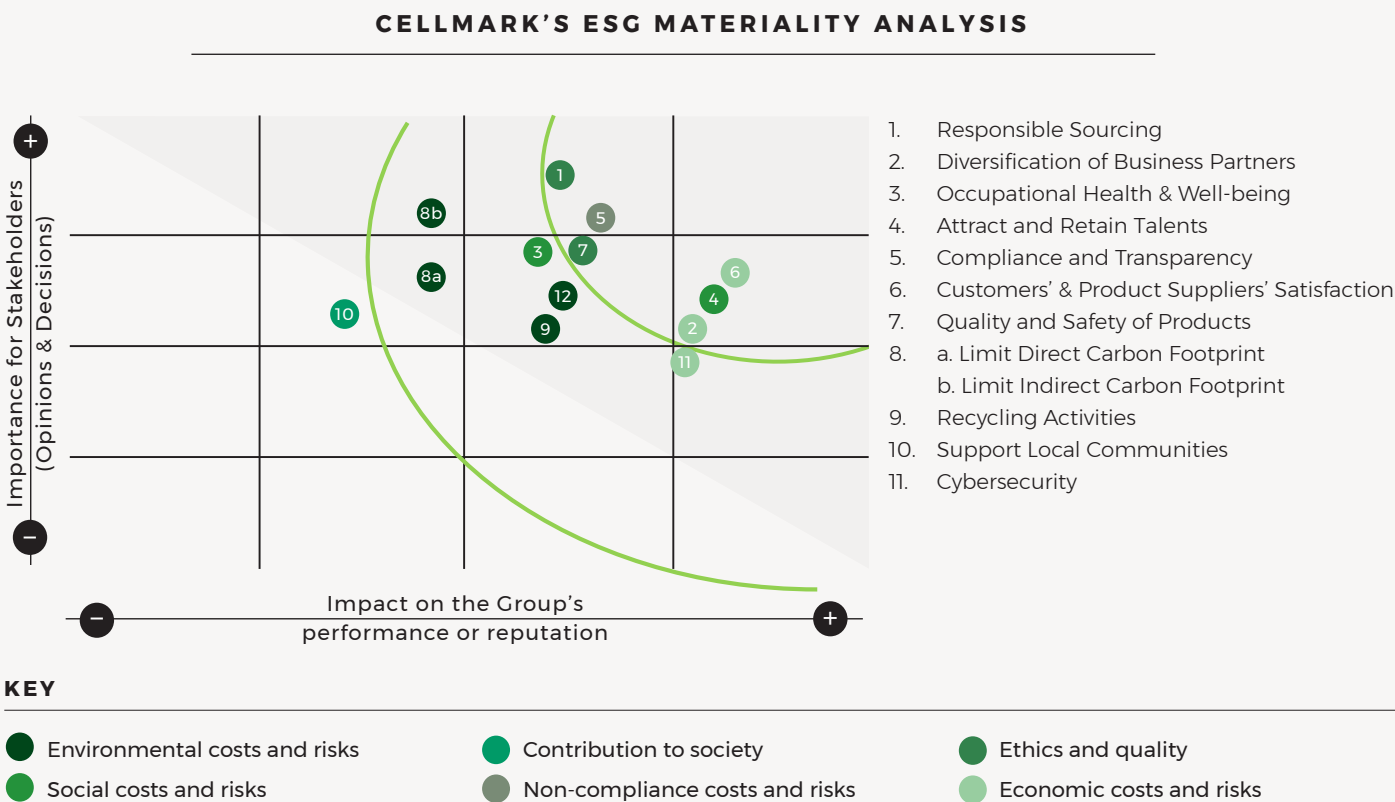 CELLMARK'S ESG MATERIALITY ANALYSIS
+
Importance for Stakeholders
(Opinions & Decisions)
−
1
8b
5
3
7
8a
6
12
4
10
9
2
11
Impact on the Group's
performance or reputation
−
+
1. Responsible Sourcing
2. Diversification of Business Partners
3. Occupational Health & Well-being
4. Attract and Retain Talents
5. Compliance and Transparency
6. Customers' & Product Suppliers' Satisfaction
7. Quality and Safety of Products
8. a. Limit Direct Carbon Footprint
b. Limit Indirect Carbon Footprint
9. Recycling Activities
10. Support Local Communities
11. Cybersecurity
KEY
Environmental costs and risks
Contribution to society
Ethics and quality
Social costs and risks
Non-compliance costs and risks
Economic costs and risks